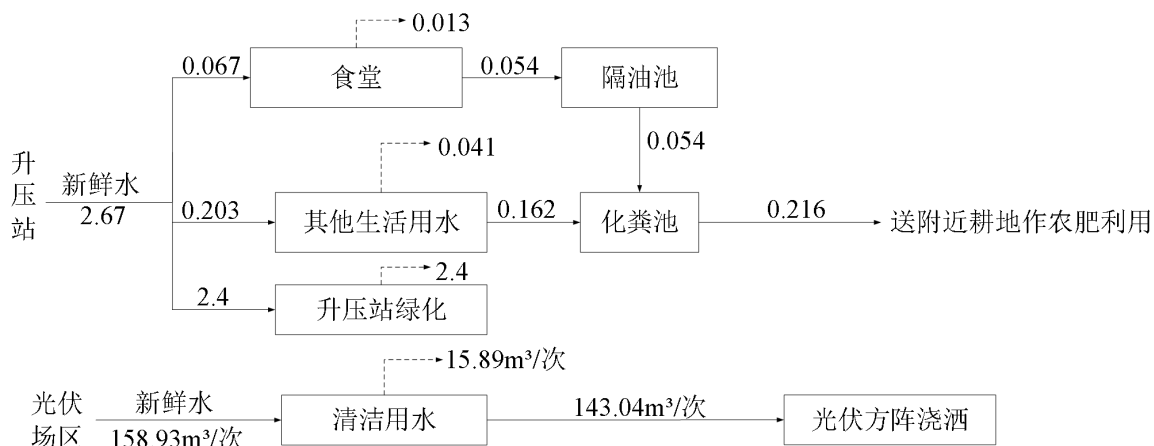 0.013
0.067
食堂
0.054
隔油池
0.054
0.041
升压站
新鲜水
2.67
0.203
其他生活用水
0.162
化粪池
0.216
送附近耕地作农肥利用
2.4
2.4
升压站绿化
15.89m³/次
光伏
场区
新鲜水
158.93m³/次
清洁用水
143.04m³/次
光伏方阵浇洒